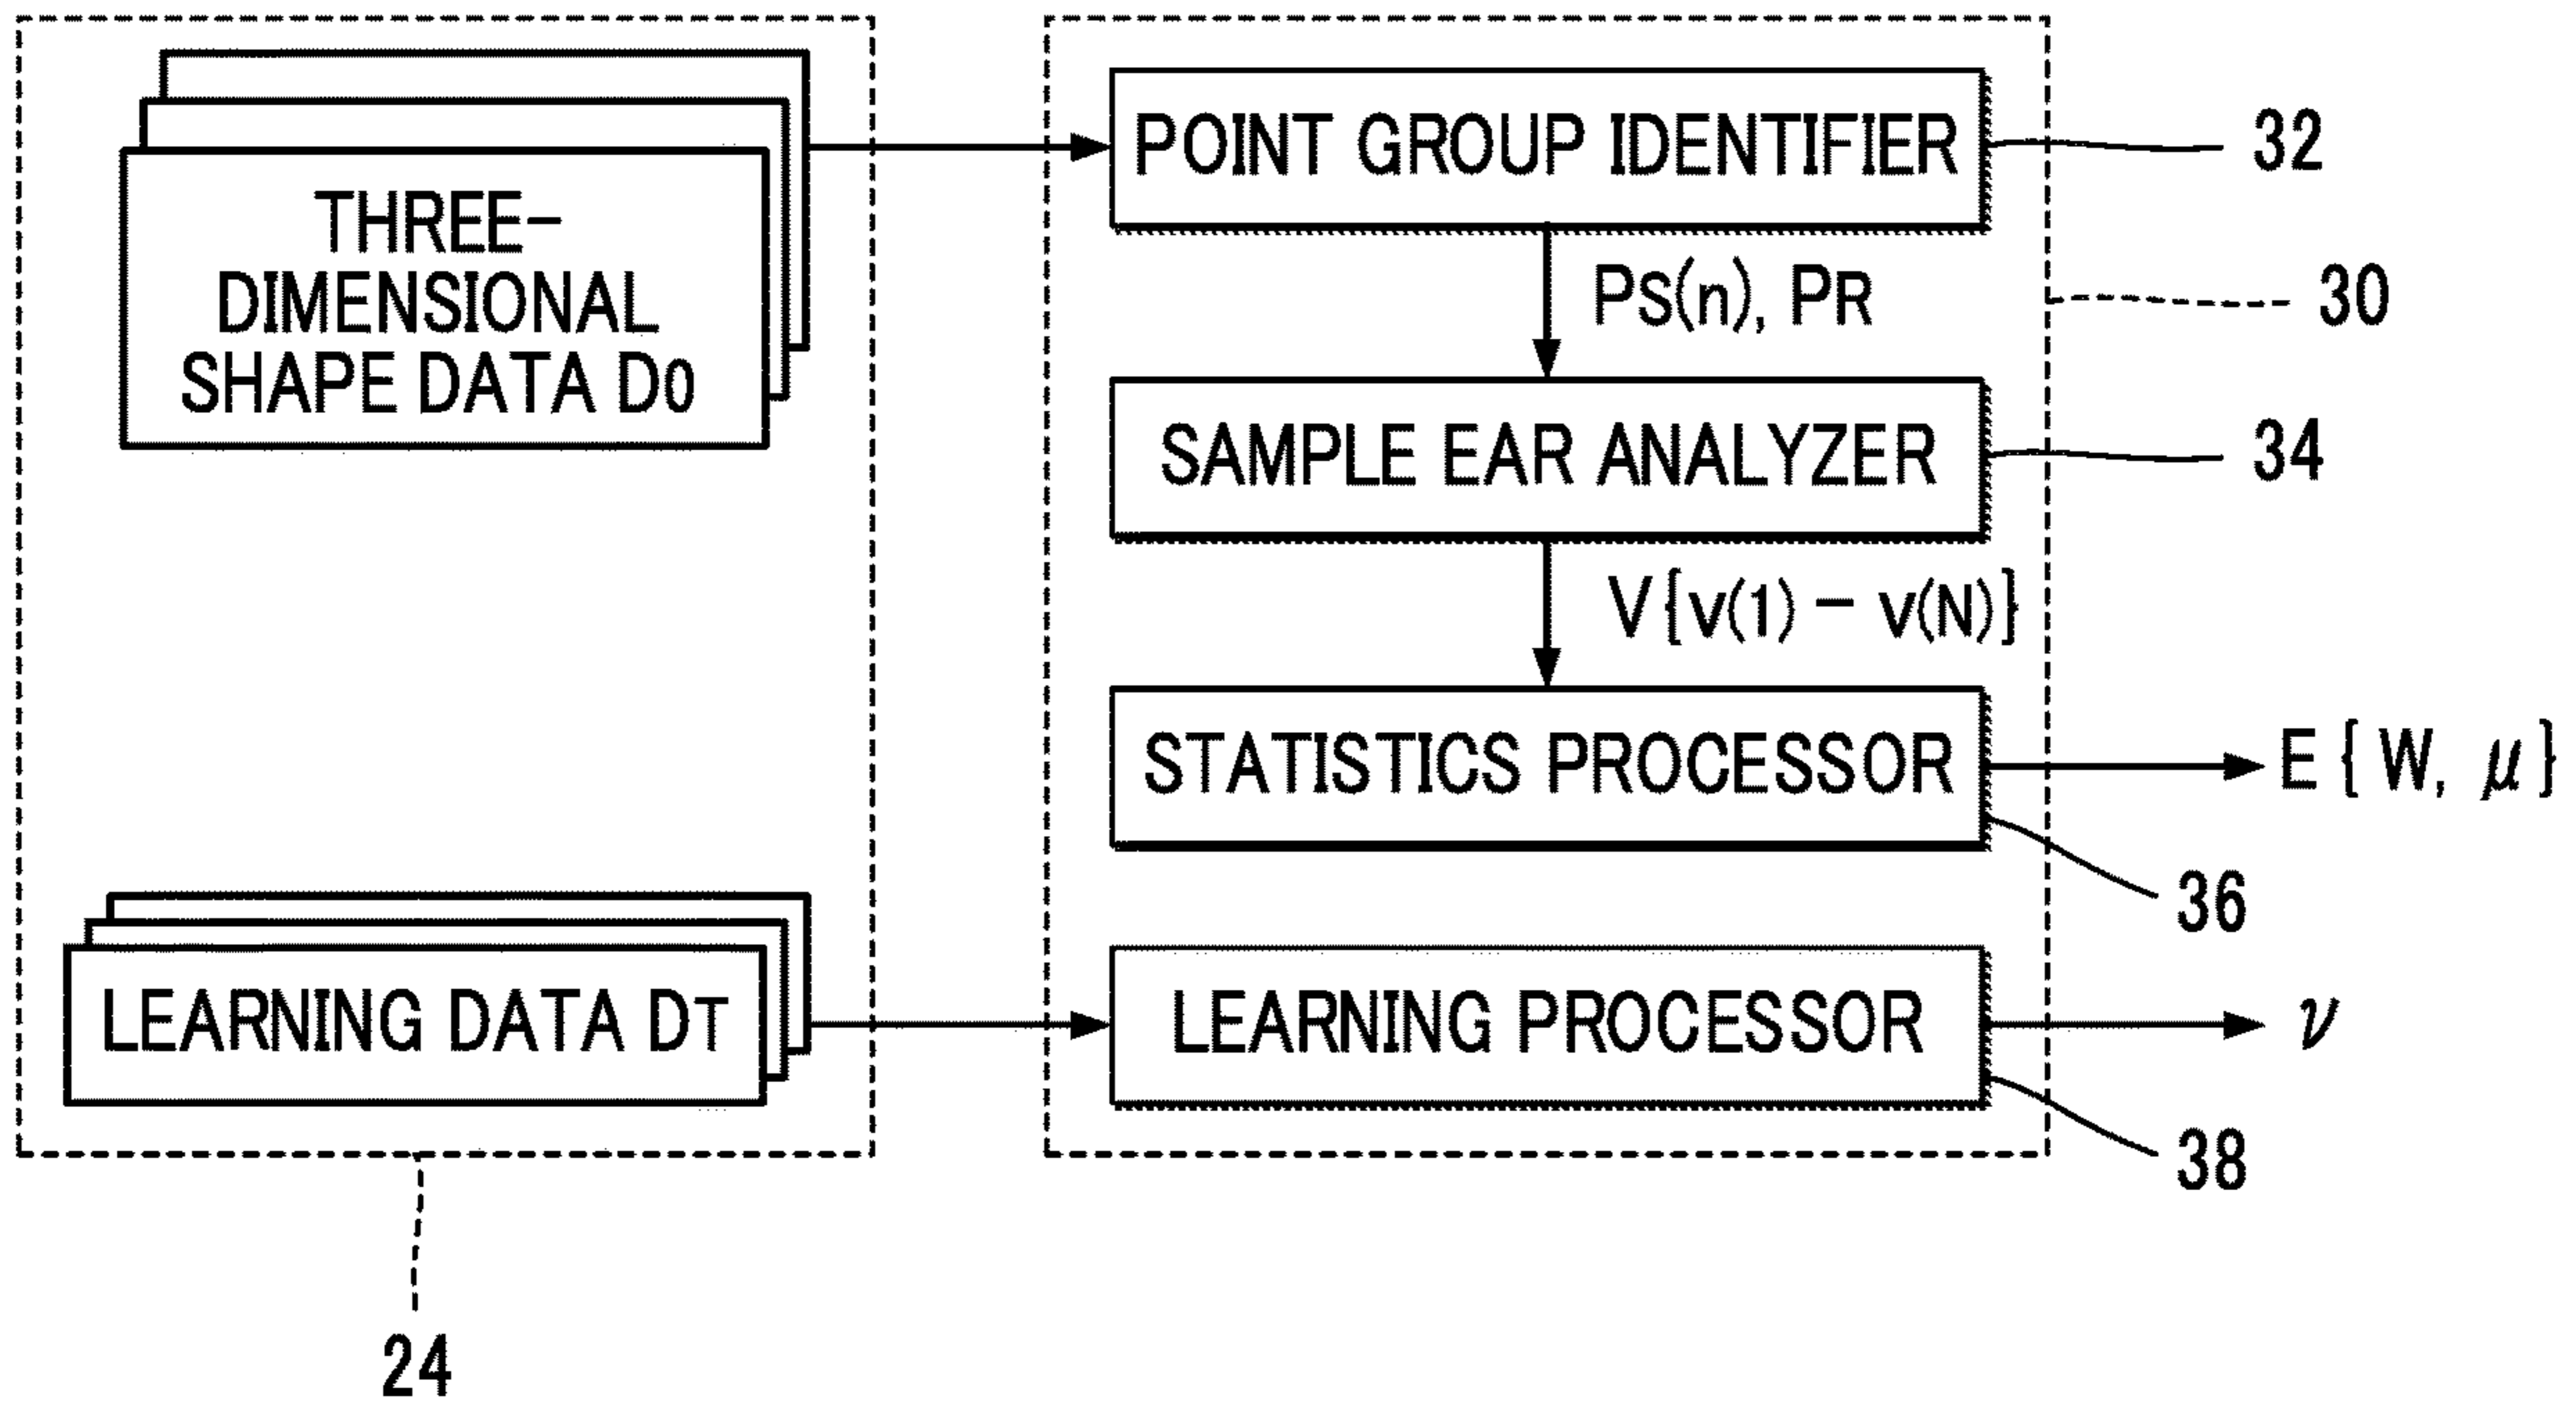 THREE-
DIMENSIONAL
SHAPE DATA D0
LEARNING DATA DT
24
POINT GROUP IDENTIFIER
32
PS(n), PR
30
SAMPLE EAR ANALYZER
34
V{v(1) − v(N)}
STATISTICS PROCESSOR
E { W, μ }
36
LEARNING PROCESSOR
ν
38